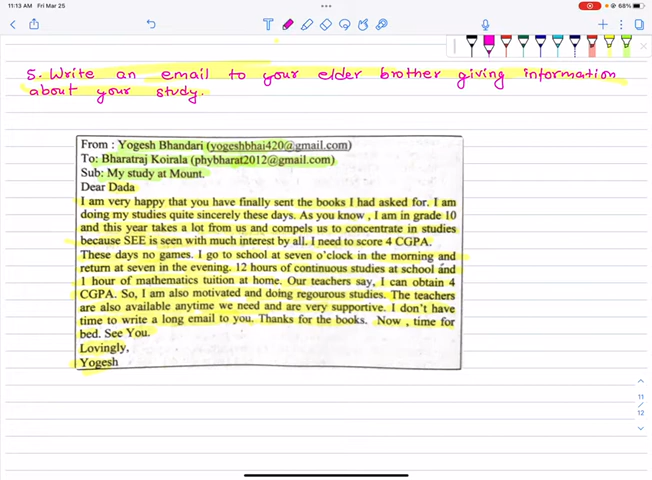 11:13 AM Fri Mar 25
68%
5. Write an email to your elder brother giving information
about your study.
From : Yogesh Bhandari (yogeshbhai420@gmail.com)
To: Bharatraj Koirala (phybharat2012@gmail.com)
Sub: My study at Mount.
Dear Dada
I am very happy that you have finally sent the books I had asked for. I am
doing my studies quite sincerely these days. As you know , I am in grade 10
and this year takes a lot from us and compels us to concentrate in studies
because SEE is seen with much interest by all. I need to score 4 CGPA.
These days no games. I go to school at seven o'clock in the morning and
return at seven in the evening. 12 hours of continuous studies at school and
1 hour of mathematics tuition at home. Our teachers say, I can obtain 4
CGPA. So, I am also motivated and doing regourous studies. The teachers
are also available anytime we need and are very supportive. I don't have
time to write a long email to you. Thanks for the books. Now , time for
bed. See You.
Lovingly,
Yogesh
11
/
12